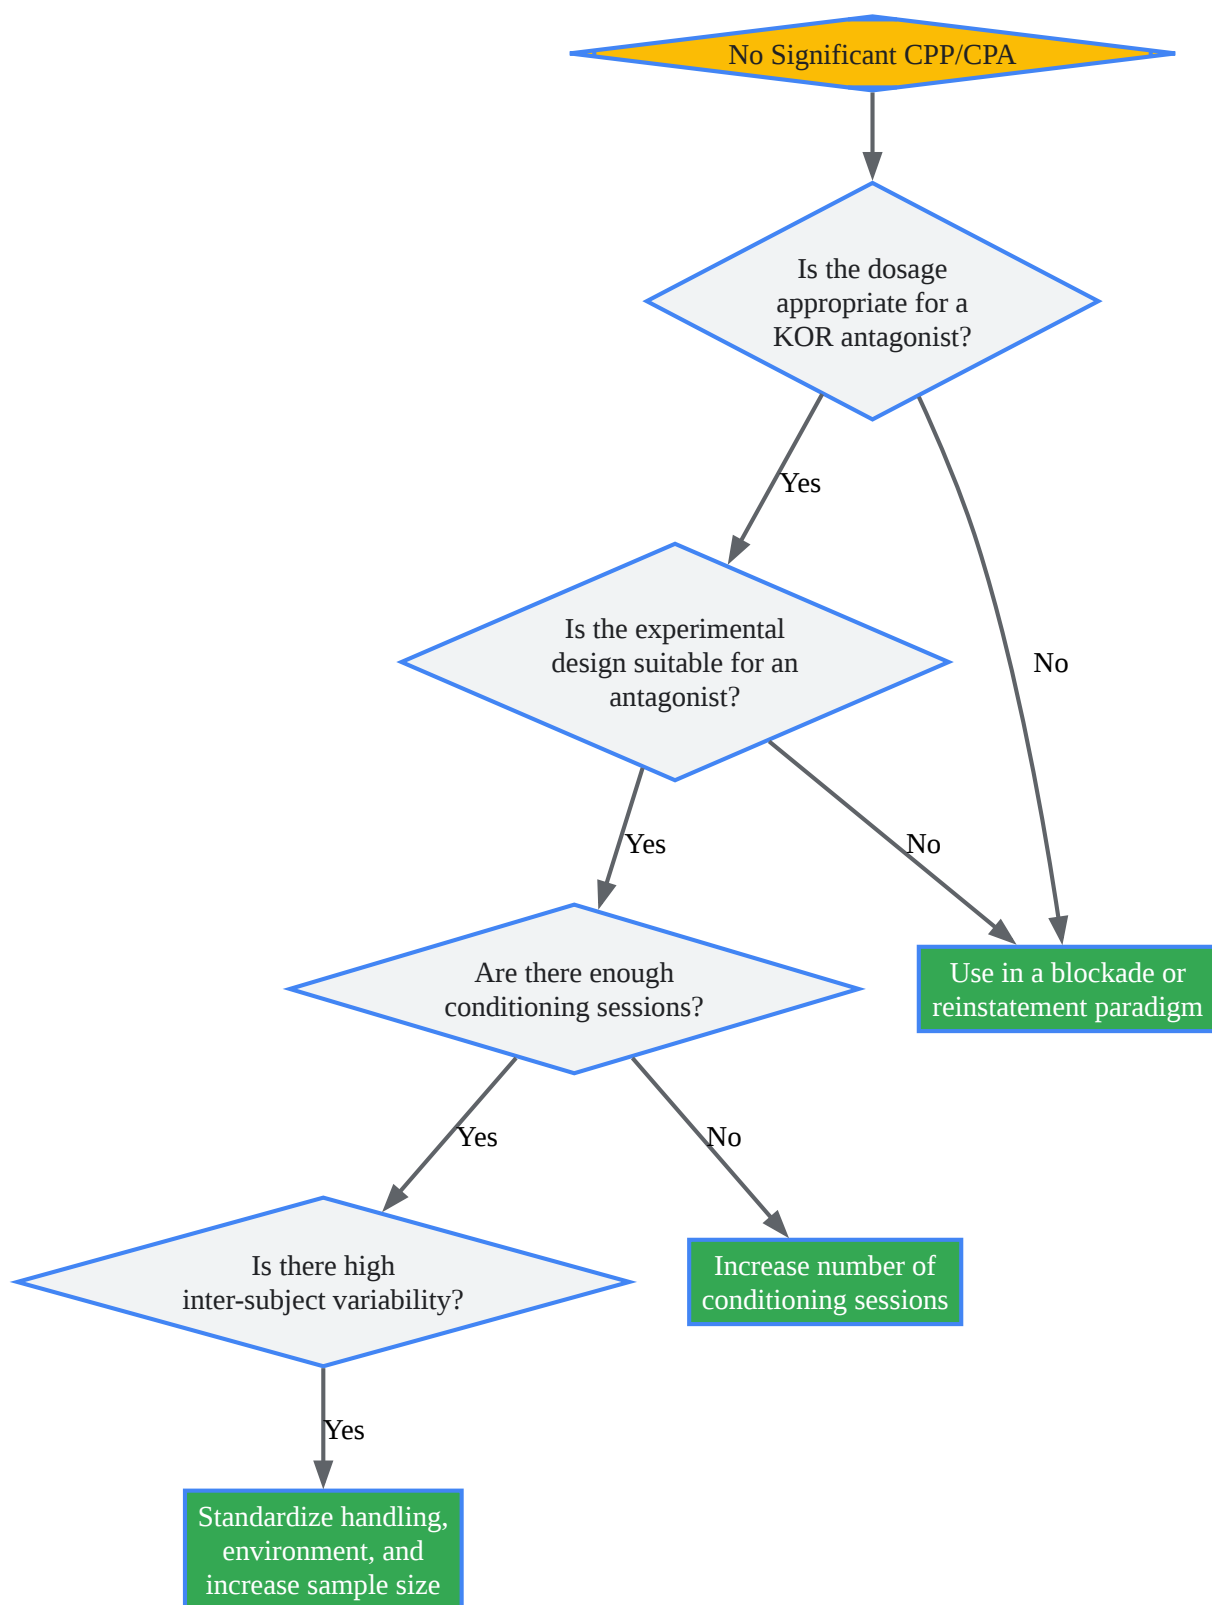 No Significant CPP/CPA
Is the dosage
appropriate for a
KOR antagonist?
Yes
No
Is the experimental
design suitable for an
antagonist?
Yes
No
Use in a blockade or
reinstatement paradigm
Are there enough
conditioning sessions?
Yes
No
Increase number of
conditioning sessions
Is there high
inter-subject variability?
Yes
Standardize handling,
environment, and
increase sample size